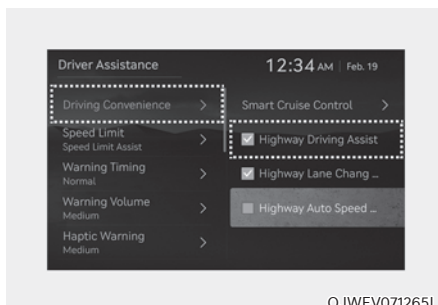 Driver Assistance
12:34 AM | Feb. 19
Driving Convenience >
Speed Limit
Speed Limit Assist >
Warning Timing
Normal >
Warning Volume
Medium >
Haptic Warning
Medium >
Smart Cruise Control >
Highway Driving Assist
Highway Lane Chang ...
Highway Auto Speed ...